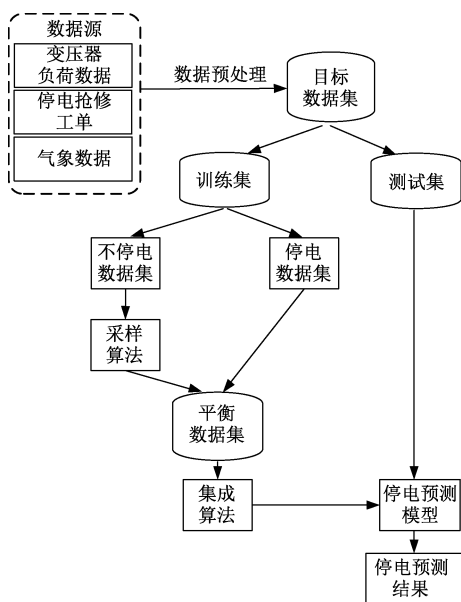 数据源
变压器
负荷数据
停电抢修
工单
气象数据
数据预处理
目标
数据集
训练集
测试集
不停电
数据集
停电
数据集
采样
算法
平衡
数据集
集成
算法
停电预测
模型
停电预测
结果